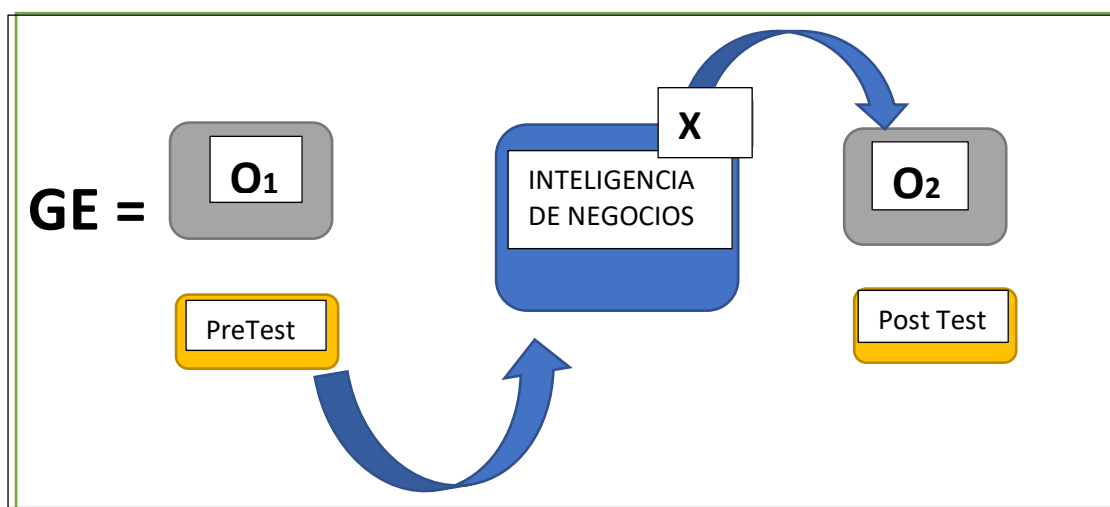 GE =
O1
X
INTELIGENCIA
DE NEGOCIOS
O2
PreTest
Post Test